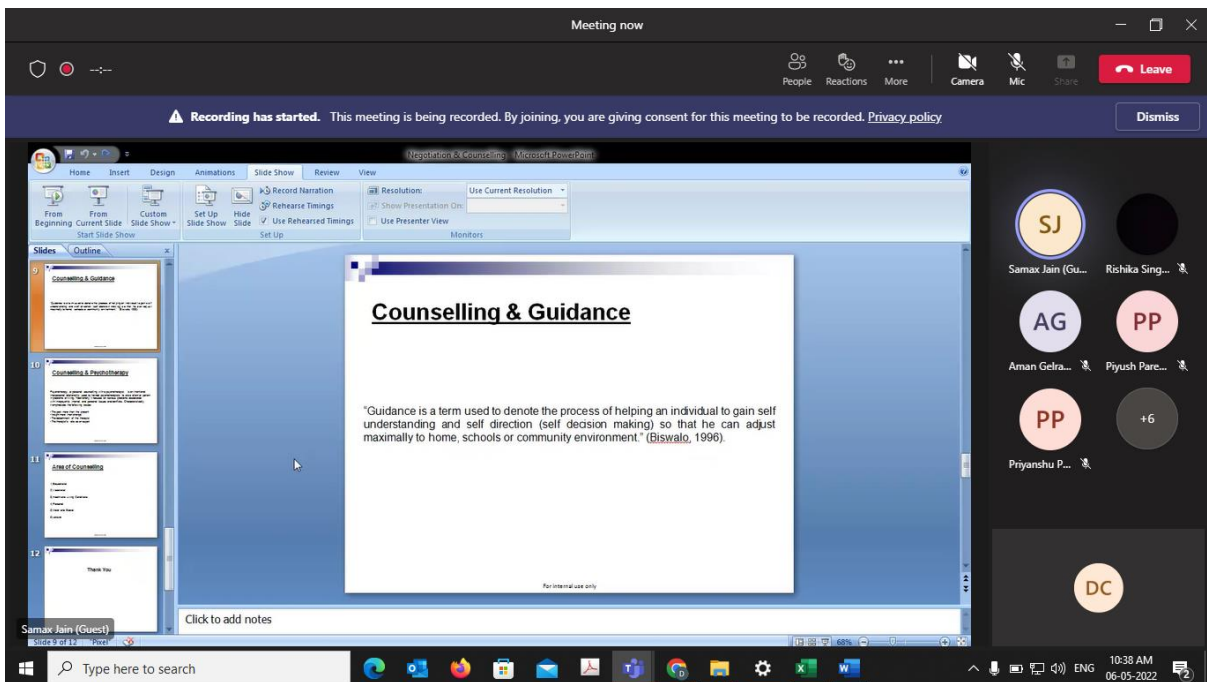 Meeting now
--:--
People
Reactions
More
Camera
Mic
Share
Leave
Recording has started. This meeting is being recorded. By joining, you are giving consent for this meeting to be recorded. Privacy policy
Dismiss
Negotiation & Counseling - Microsoft PowerPoint
Home Insert Design Animations Slide Show Review View
From Beginning
From Current Slide
Custom Slide Show
Start Slide Show
Set Up Slide Show
Hide Slide
Record Narration
Rehearse Timings
Use Rehearsed Timings
Set Up
Resolution: Use Current Resolution
Show Presentation On:
Use Presenter View
Monitors
Slides Outline x
9
Counselling & Guidance
10
Counselling & Psychotherapy
11
Area of Counselling
12
Thank You
Counselling & Guidance
"Guidance is a term used to denote the process of helping an individual to gain self
understanding and self direction (self decision making) so that he can adjust
maximally to home, schools or community environment." (Biswalo, 1996).
For internal use only
Click to add notes
Samax Jain (Guest)
Slide 9 of 12 "Pixel"
68%
SJ
Samax Jain (Gu...
Rishika Sing...
AG
Aman Gelra...
PP
Piyush Pare...
PP
Priyanshu P...
+6
DC
Type here to search
ENG
10:38 AM
06-05-2022
2